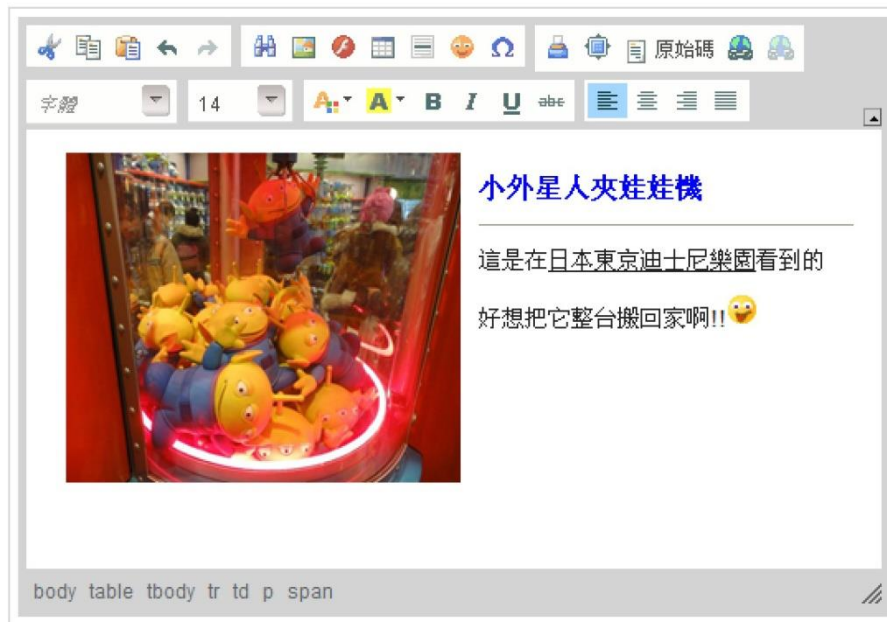 原始碼
字體 14 A A B I U abc
小外星人夾娃娃機
這是在日本東京迪士尼樂園看到的
好想把它整台搬回家啊!!
body table tbody tr td p span